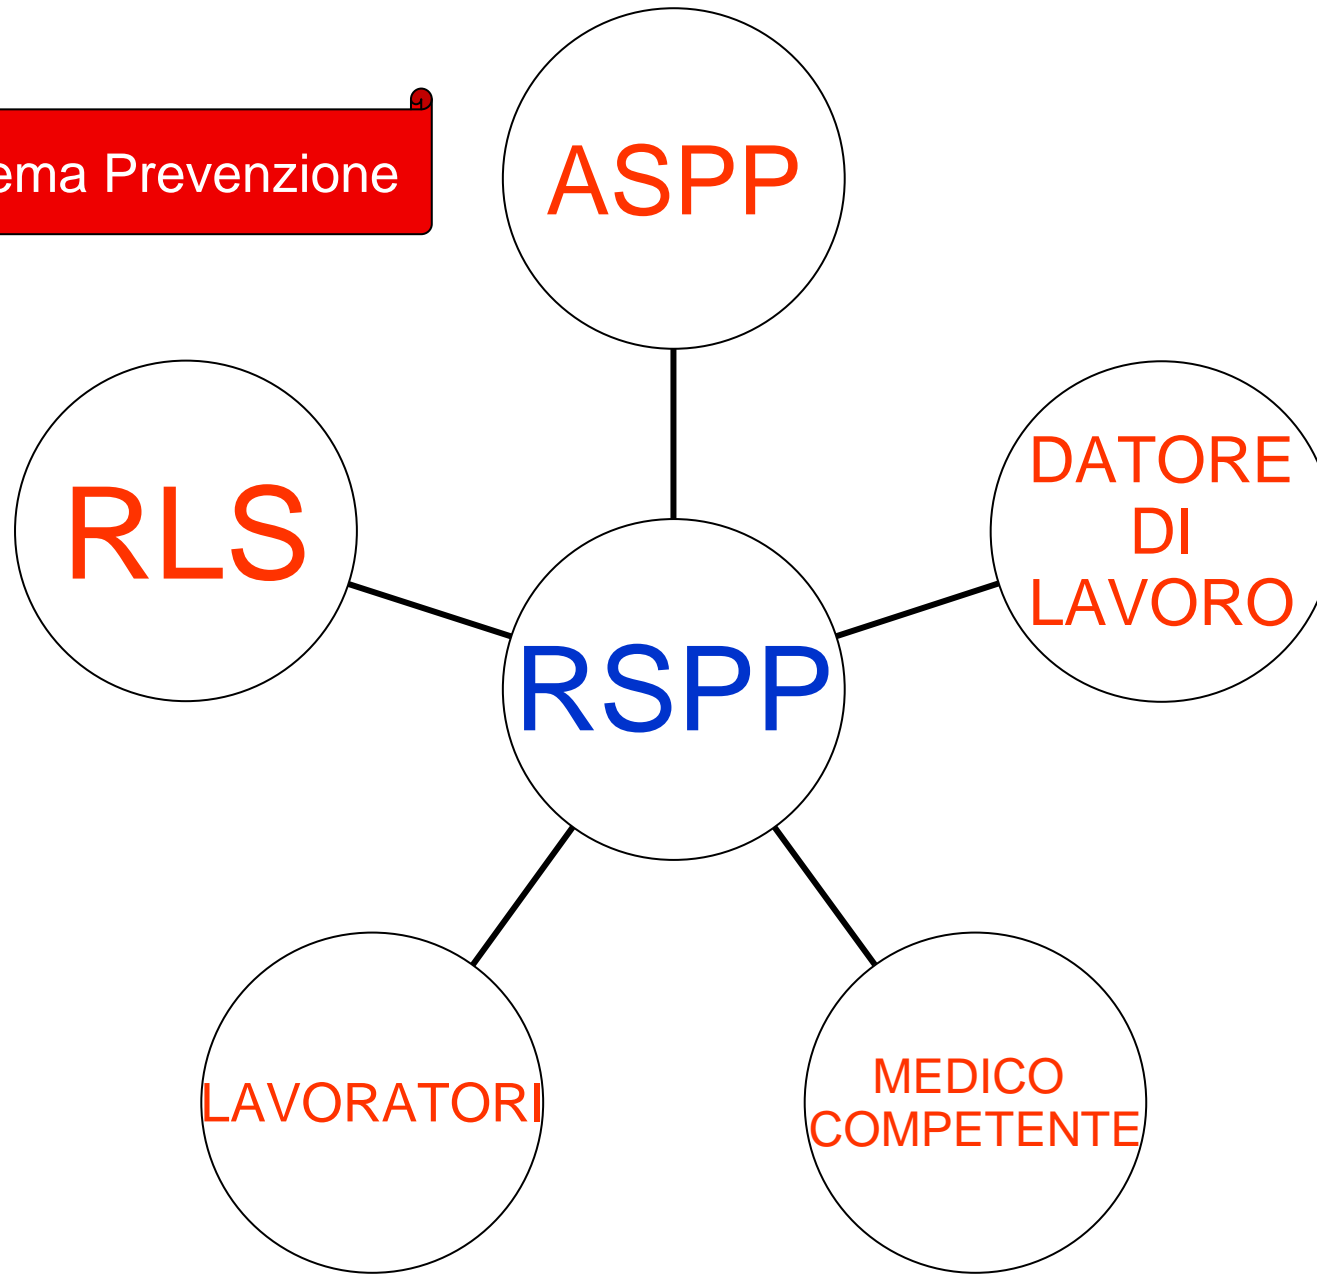 ASPP
ema Prevenzione
DATORE
DI
LAVORO
RLS
RSPP
LAVORATORI
MEDICO
COMPETENTE